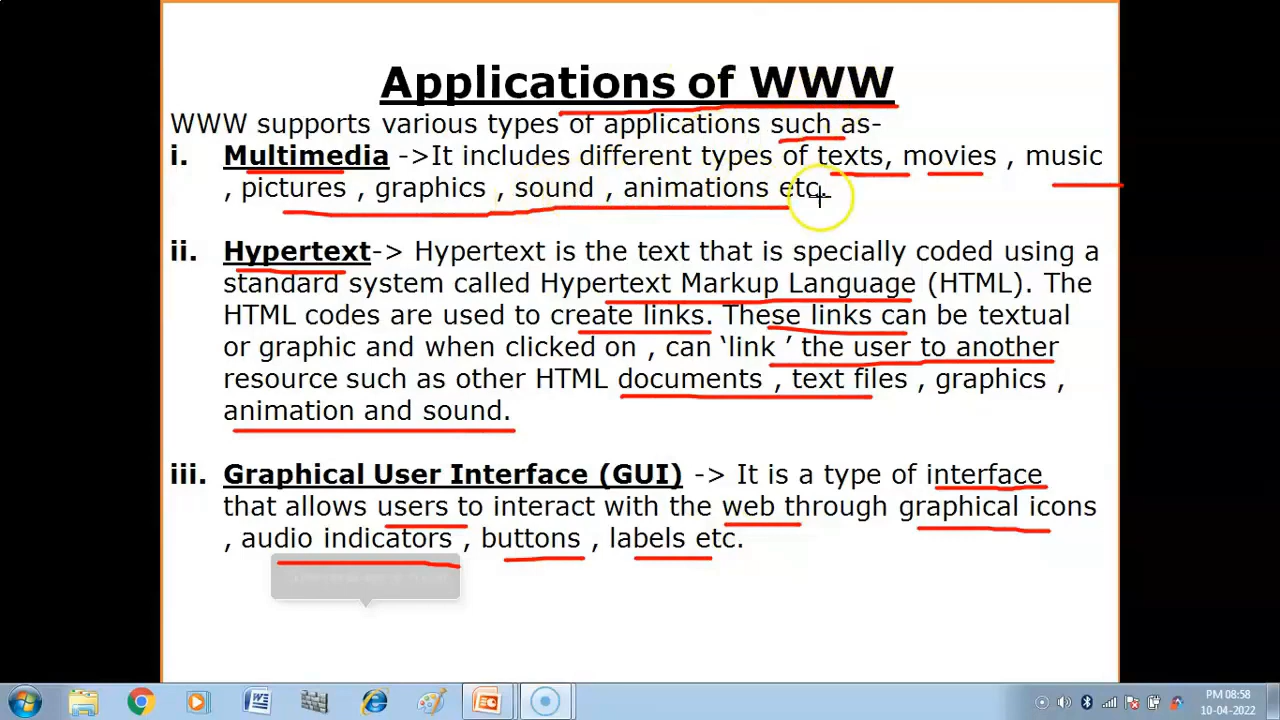 Applications of WWW
WWW supports various types of applications such as-
i. Multimedia ->It includes different types of texts, movies , music
, pictures , graphics , sound , animations etc.
ii. Hypertext-> Hypertext is the text that is specially coded using a
standard system called Hypertext Markup Language (HTML). The
HTML codes are used to create links. These links can be textual
or graphic and when clicked on , can ‘link ’ the user to another
resource such as other HTML documents , text files , graphics ,
animation and sound.
iii. Graphical User Interface (GUI) -> It is a type of interface
that allows users to interact with the web through graphical icons
, audio indicators , buttons , labels etc.
PM 08:58
10-04-2022